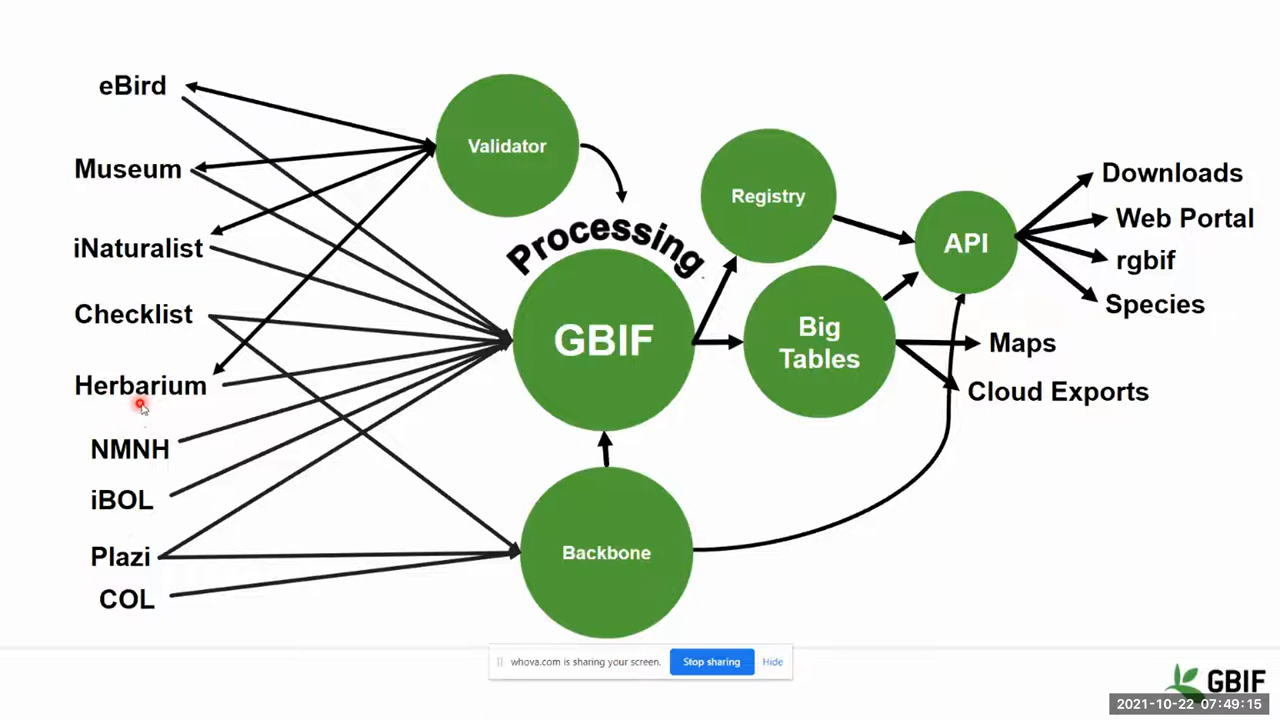 eBird
Museum
iNaturalist
Checklist
Herbarium
NMNH
iBOL
Plazi
COL
Validator
Processing
GBIF
Backbone
Registry
Big
Tables
API
Downloads
Web Portal
rgbif
Species
Maps
Cloud Exports
whova.com is sharing your screen.
Stop sharing
Hide
GBIF
2021-10-22 07:49:15